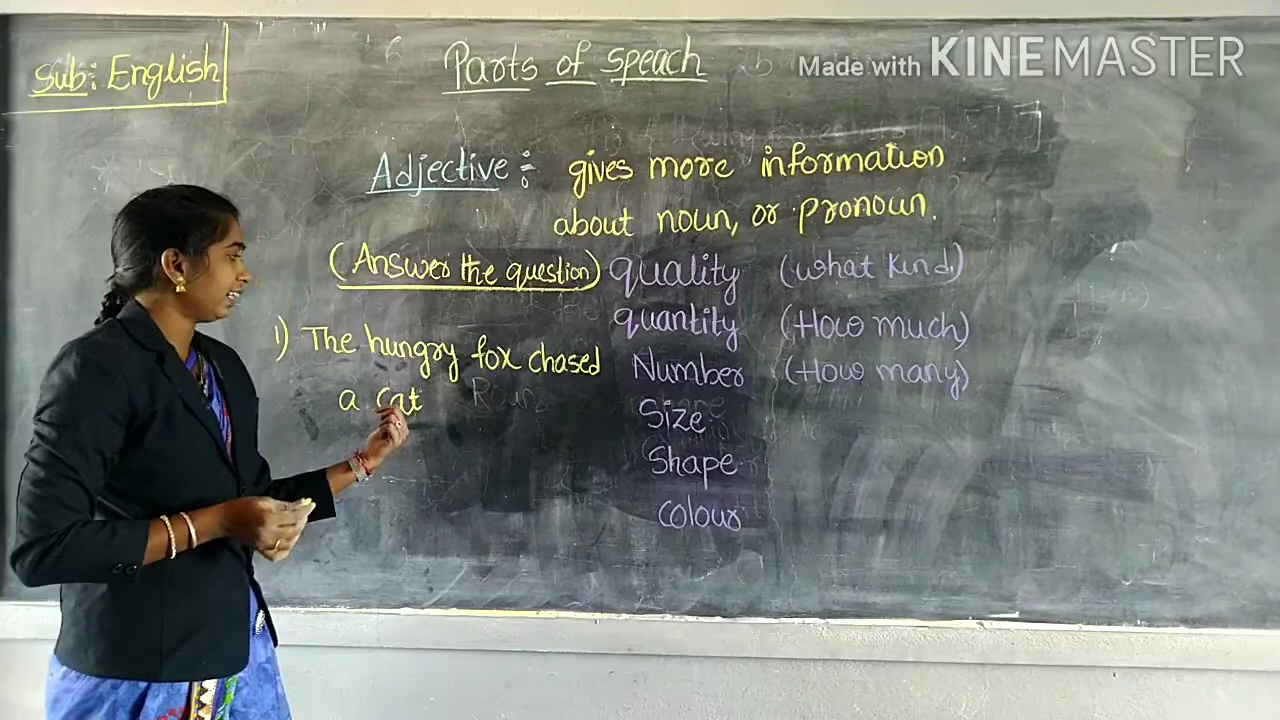 Sub: English
Parts of Speach
Made with KINEMASTER
Adjective : gives more information
about noun, or pronoun.
(Answer the question)
quality (what kind)
quantity (How much)
Number (How many)
Size
Shape
colour
1) The hungry fox chased
a cat